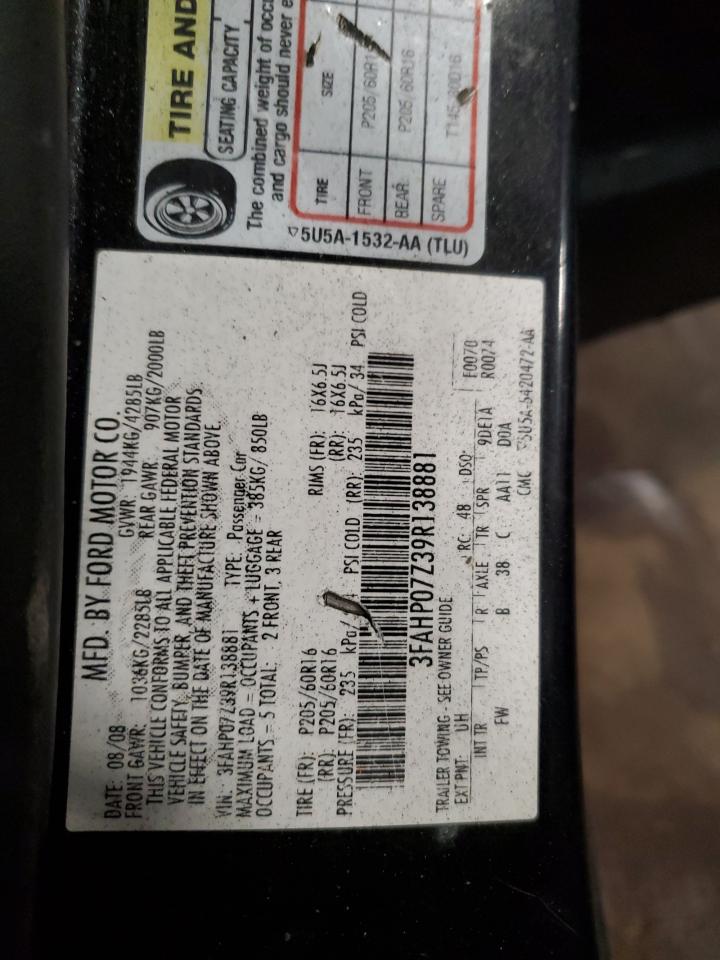 TIRE AND
SEATING CAPACITY
The combined weight of occu
and cargo should never e
TIRE SIZE
FRONT P205/60R1
REAR P205/60R16
SPARE
5U5A-1532-AA (TLU)
MFD. BY FORD MOTOR CO.
DATE: 08/08 GVWR: 1944KG/4285LB
FRONT GAWR: 1036KG/2285LB REAR GAWR: 907KG/2000LB
THIS VEHICLE CONFORMS TO ALL APPLICABLE FEDERAL MOTOR
VEHICLE SAFETY, BUMPER, AND THEFT PREVENTION STANDARDS
IN EFFECT ON THE DATE OF MANUFACTURE SHOWN ABOVE.
VIN: 3FAHP07Z39R138881 TYPE: Passenger Car
MAXIMUM LOAD = OCCUPANTS + LUGGAGE = 385KG/ 850LB
OCCUPANTS = 5 TOTAL: 2 FRONT, 3 REAR
TIRE (FR): P205/60R16 RIMS (FR): 16X6.5J
(RR): P205/60R16 (RR): 16X6.5J
PRESSURE (FR): 235 kPa/ PSI COLD (RR): 235 kPa/ 34 PSI COLD
3FAHP07Z39R138881
TRAILER TOWING - SEE OWNER GUIDE
EXT PNT: UH RC: 48 DSO: F0070
R0074
INT TR TP/PS R AXLE TR SPR 9DE1A
FW B 38 C AA11 D0A
CMC 5U5A-5420472-AA